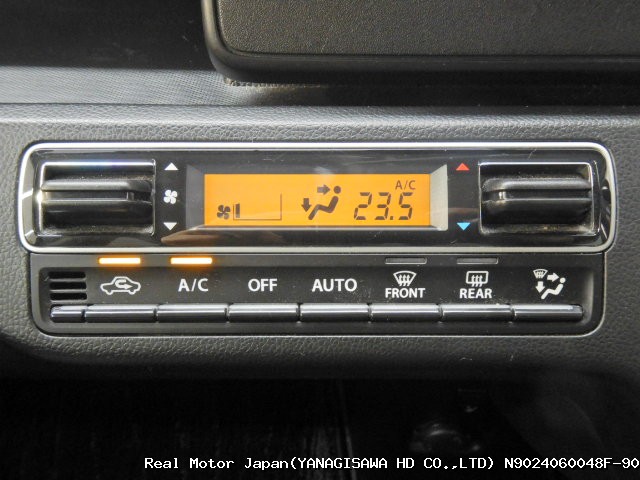 A/C
23.5
A/C OFF AUTO FRONT REAR
Real Motor Japan(YANAGISAWA HD CO.,LTD) N9024060048F-90